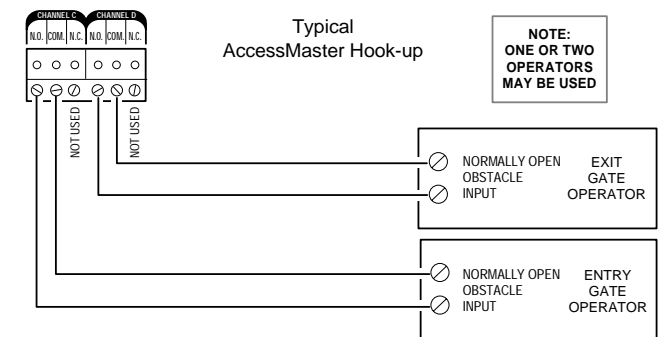 CHANNEL C CHANNEL D
N.O. COM. N.C. N.O. COM. N.C.
NOT USED
NOT USED
Typical
AccessMaster Hook-up
NOTE:
ONE OR TWO
OPERATORS
MAY BE USED
NORMALLY OPEN
OBSTACLE
INPUT
EXIT
GATE
OPERATOR
NORMALLY OPEN
OBSTACLE
INPUT
ENTRY
GATE
OPERATOR